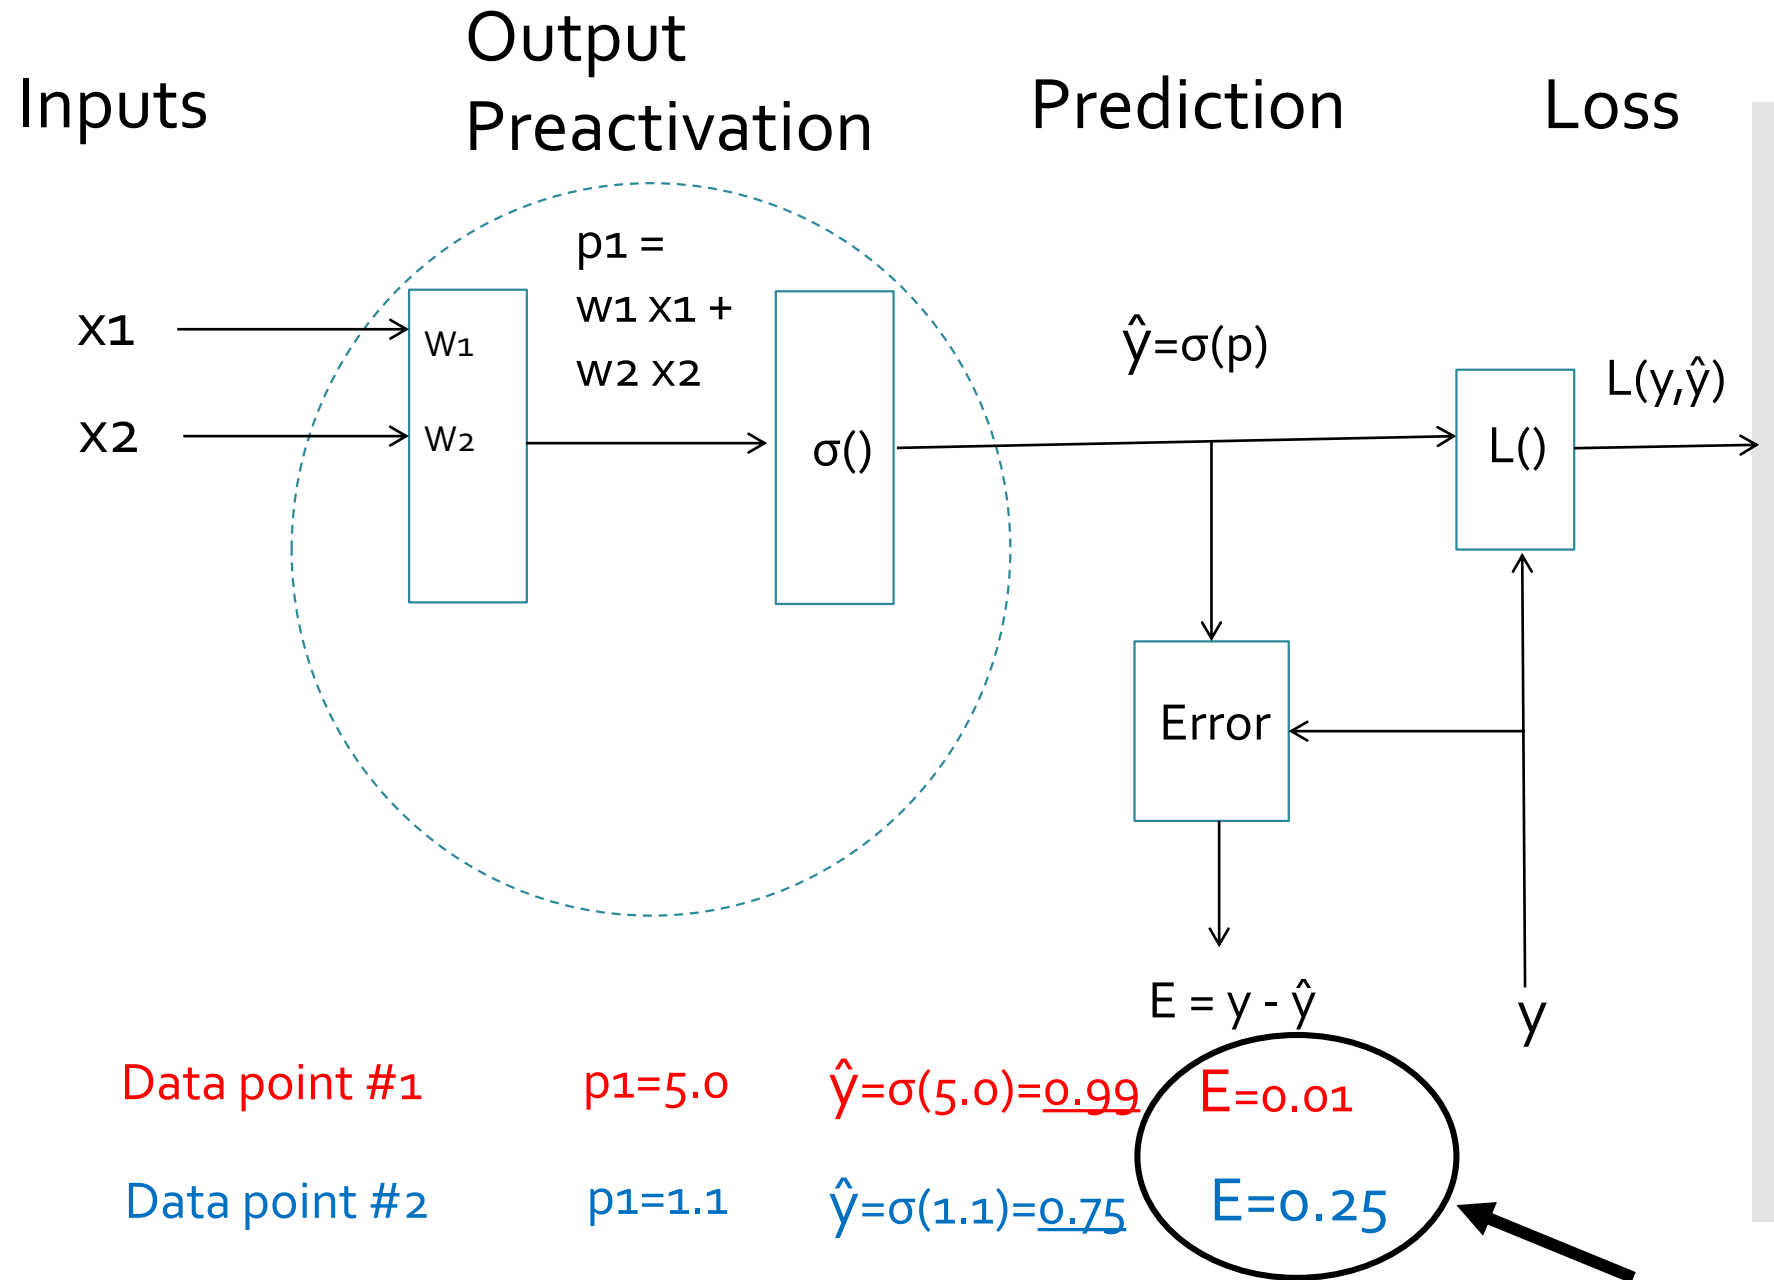 Inputs
Output
Preactivation
Prediction
Loss
p1 =
w1 x1 +
w2 x2
x1
x2
W1
W2
σ()
ŷ=σ(p)
L()
L(y,ŷ)
Error
E = y - ŷ
y
Data point #1 p1=5.0 ŷ=σ(5.0)=0.99 E=0.01
Data point #2 p1=1.1 ŷ=σ(1.1)=0.75 E=0.25